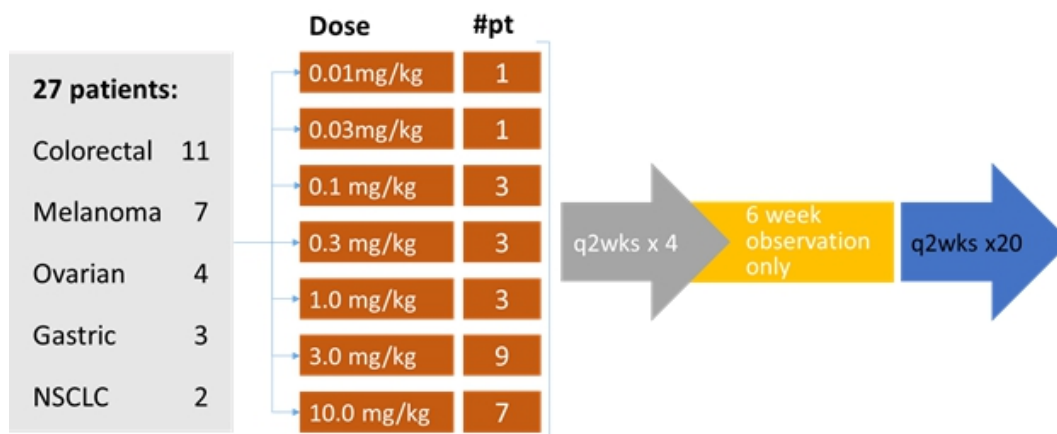 27 patients:
Colorectal 11
Melanoma 7
Ovarian 4
Gastric 3
NSCLC 2
Dose #pt
0.01mg/kg 1
0.03mg/kg 1
0.1 mg/kg 3
0.3 mg/kg 3
1.0 mg/kg 3
3.0 mg/kg 9
10.0 mg/kg 7
q2wks x 4
6 week
observation
only
q2wks x20